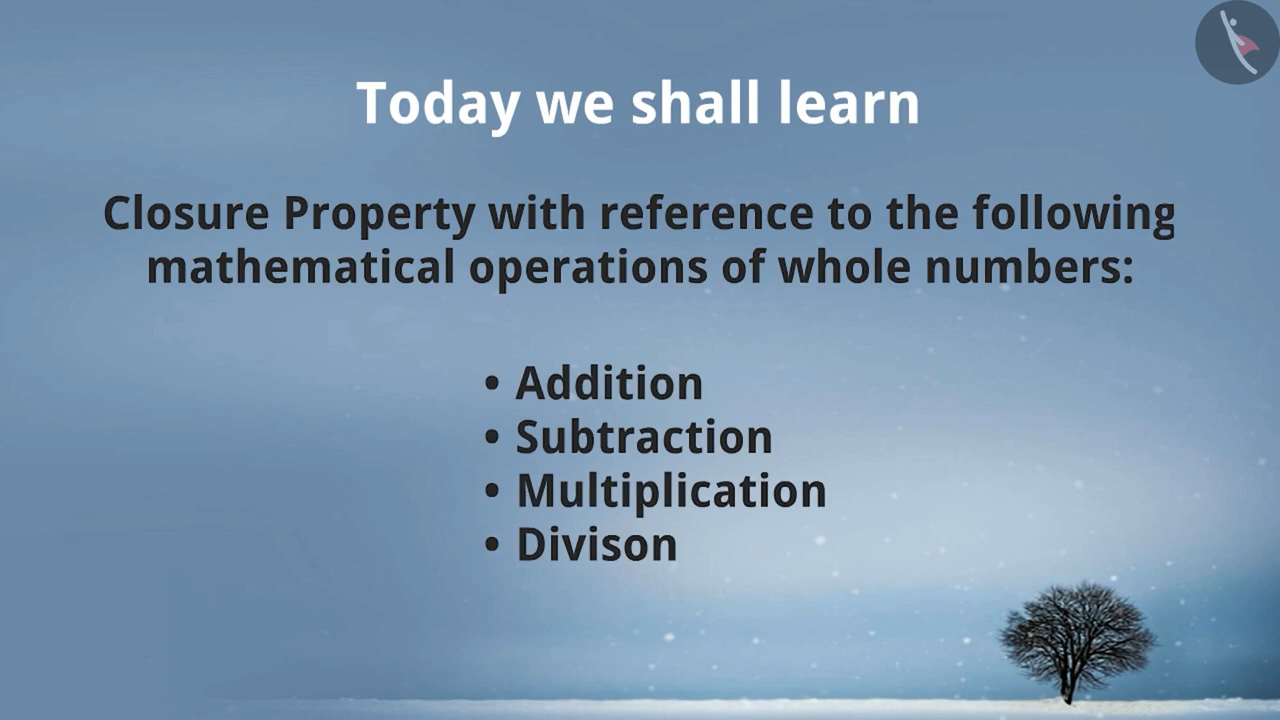 Today we shall learn
Closure Property with reference to the following
mathematical operations of whole numbers:
• Addition
• Subtraction
• Multiplication
• Divison